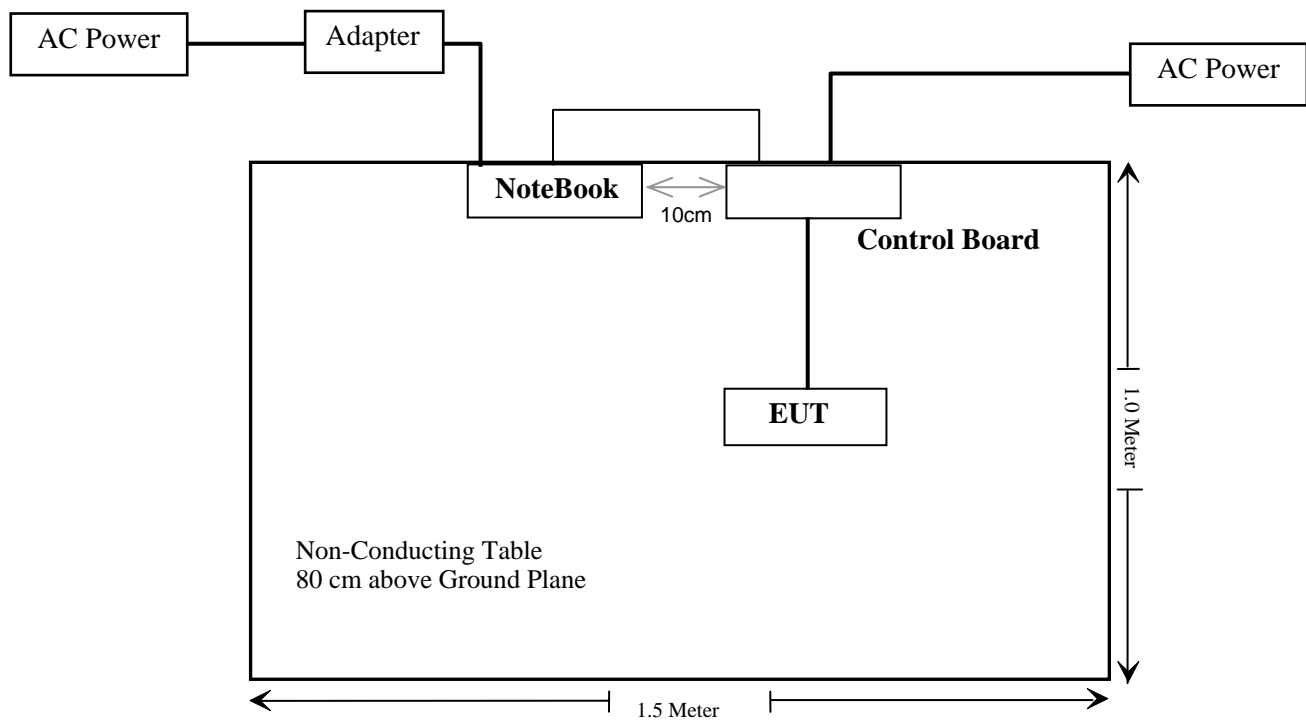 AC Power
Adapter
AC Power
NoteBook
10cm
Control Board
EUT
1.0 Meter
Non-Conducting Table
80 cm above Ground Plane
1.5 Meter